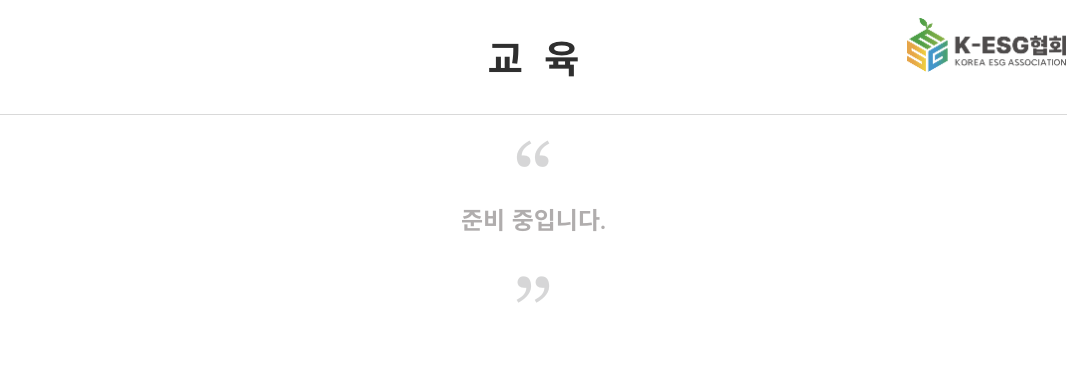 교 육
K-ESG협회
KOREA ESG ASSOCIATION
“
준비 중입니다.
”